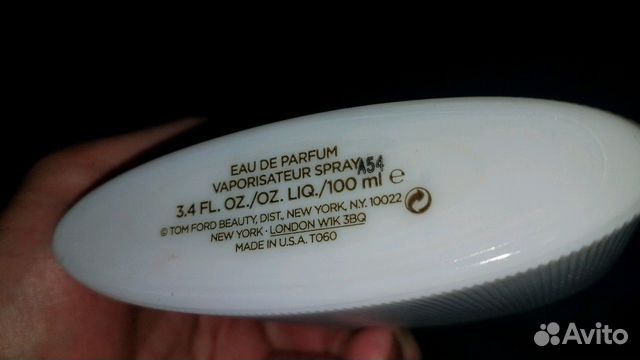 EAU DE PARFUM
VAPORISATEUR SPRAY A54
3.4 FL. OZ./OZ. LIQ./100 ml ℮
© TOM FORD BEAUTY, DIST., NEW YORK, N.Y. 10022
NEW YORK · LONDON W1K 3BQ
MADE IN U.S.A. T060
Avito